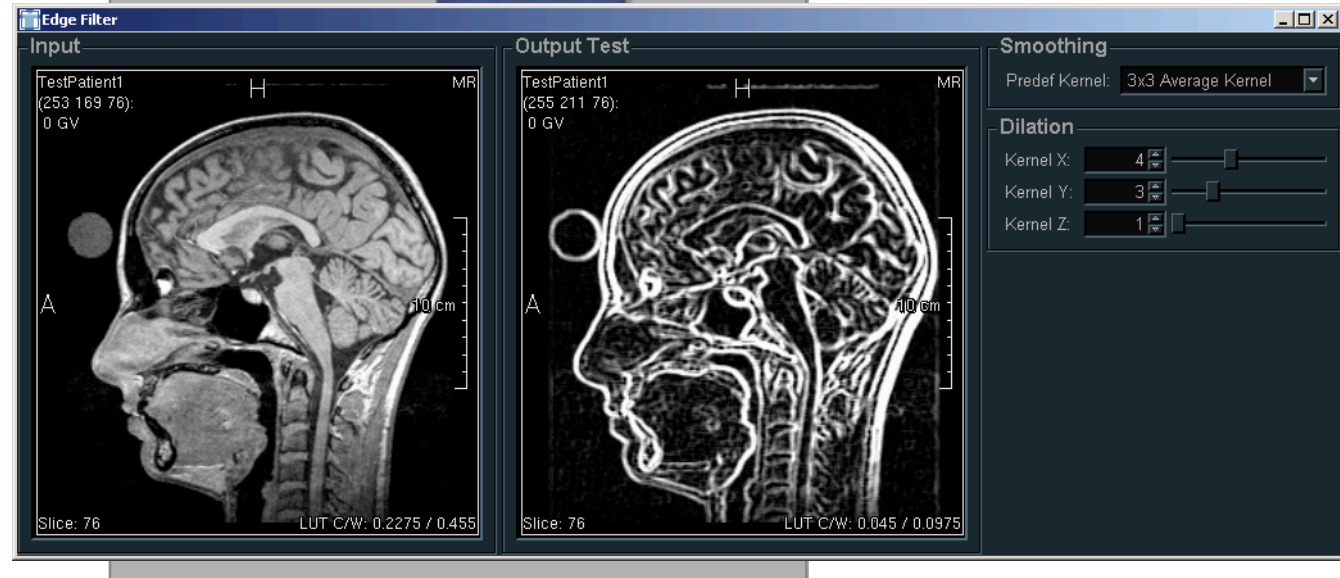 Edge Filter
Input
TestPatient1
(253 169 76):
0 GV
H
MR
A
10 cm
Slice: 76
LUT C/W: 0.2275 / 0.455
Output Test
TestPatient1
(255 211 76):
0 GV
H
MR
A
10 cm
Slice: 76
LUT C/W: 0.045 / 0.0975
Smoothing
Predef Kernel: 3x3 Average Kernel
Dilation
Kernel X: 4
Kernel Y: 3
Kernel Z: 1